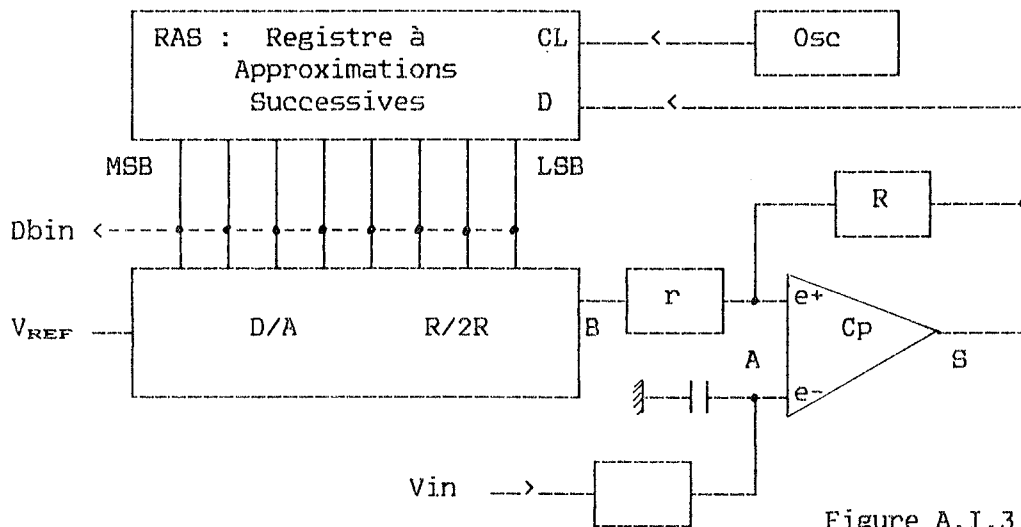 RAS : Registre à
Approximations
Successives
CL
Osc
D
MSB
LSB
R
Dbin
r
e+
VREF
D/A
R/2R
B
Cp
A
S
e-
Vin
Figure A.I.3